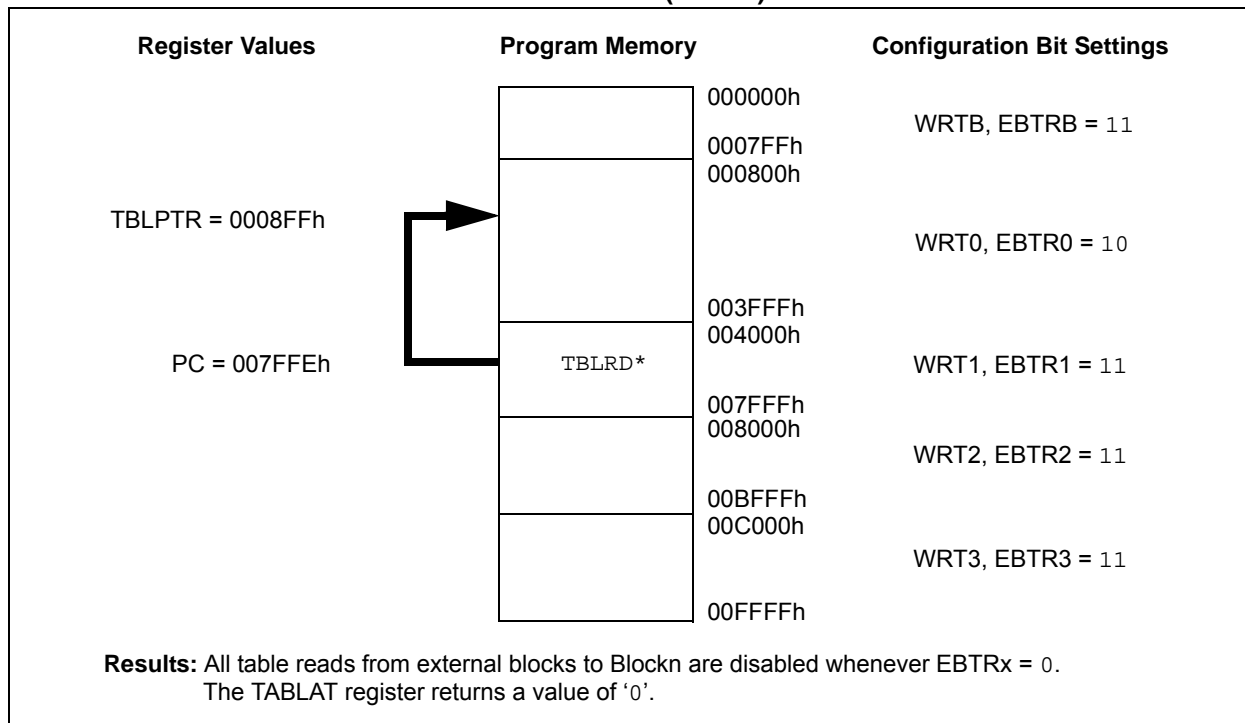 Register Values Program Memory Configuration Bit Settings
000000h
WRTB, EBTRB = 11
0007FFh
000800h
TBLPTR = 0008FFh
WRT0, EBTR0 = 10
003FFFh
004000h
PC = 007FFEh TBLRD* WRT1, EBTR1 = 11
007FFFh
008000h
WRT2, EBTR2 = 11
00BFFFh
00C000h
WRT3, EBTR3 = 11
00FFFFh
Results: All table reads from external blocks to Blockn are disabled whenever EBTRx = 0.
The TABLAT register returns a value of ‘0’.